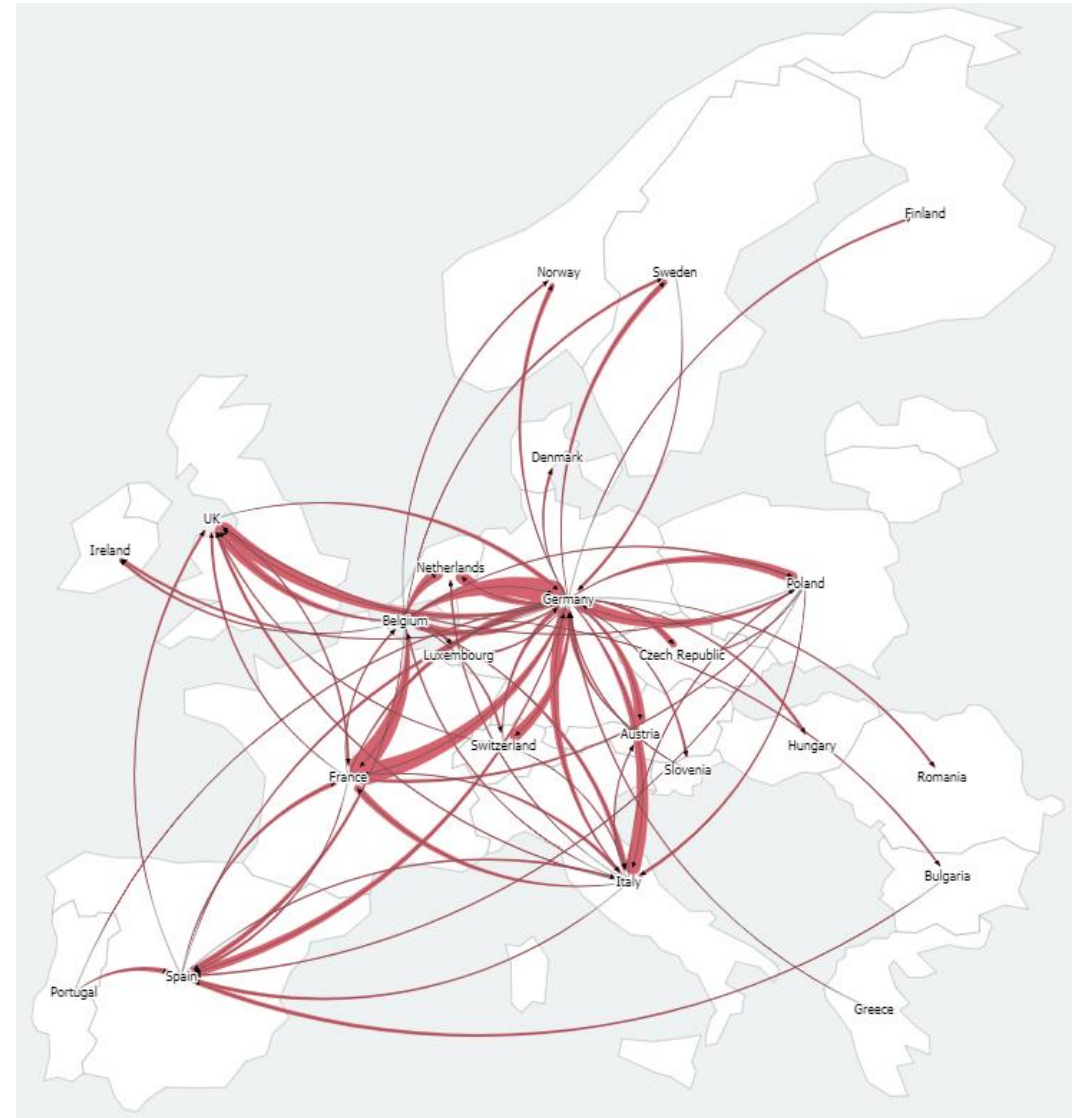 Finland
Norway
Sweden
Denmark
UK
Ireland
Netherlands
Poland
Germany
Belgium
Luxembourg
Czech Republic
Austria
Switzerland
Hungary
Slovenia
France
Romania
Bulgaria
Italy
Spain
Portugal
Greece